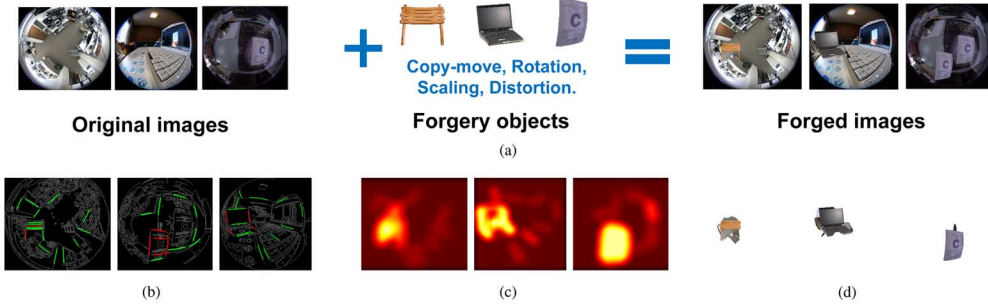 C
C
C
Copy-move, Rotation,
Scaling, Distortion.
Original images
Forgery objects
Forged images
(a)
C
(b)
(c)
(d)